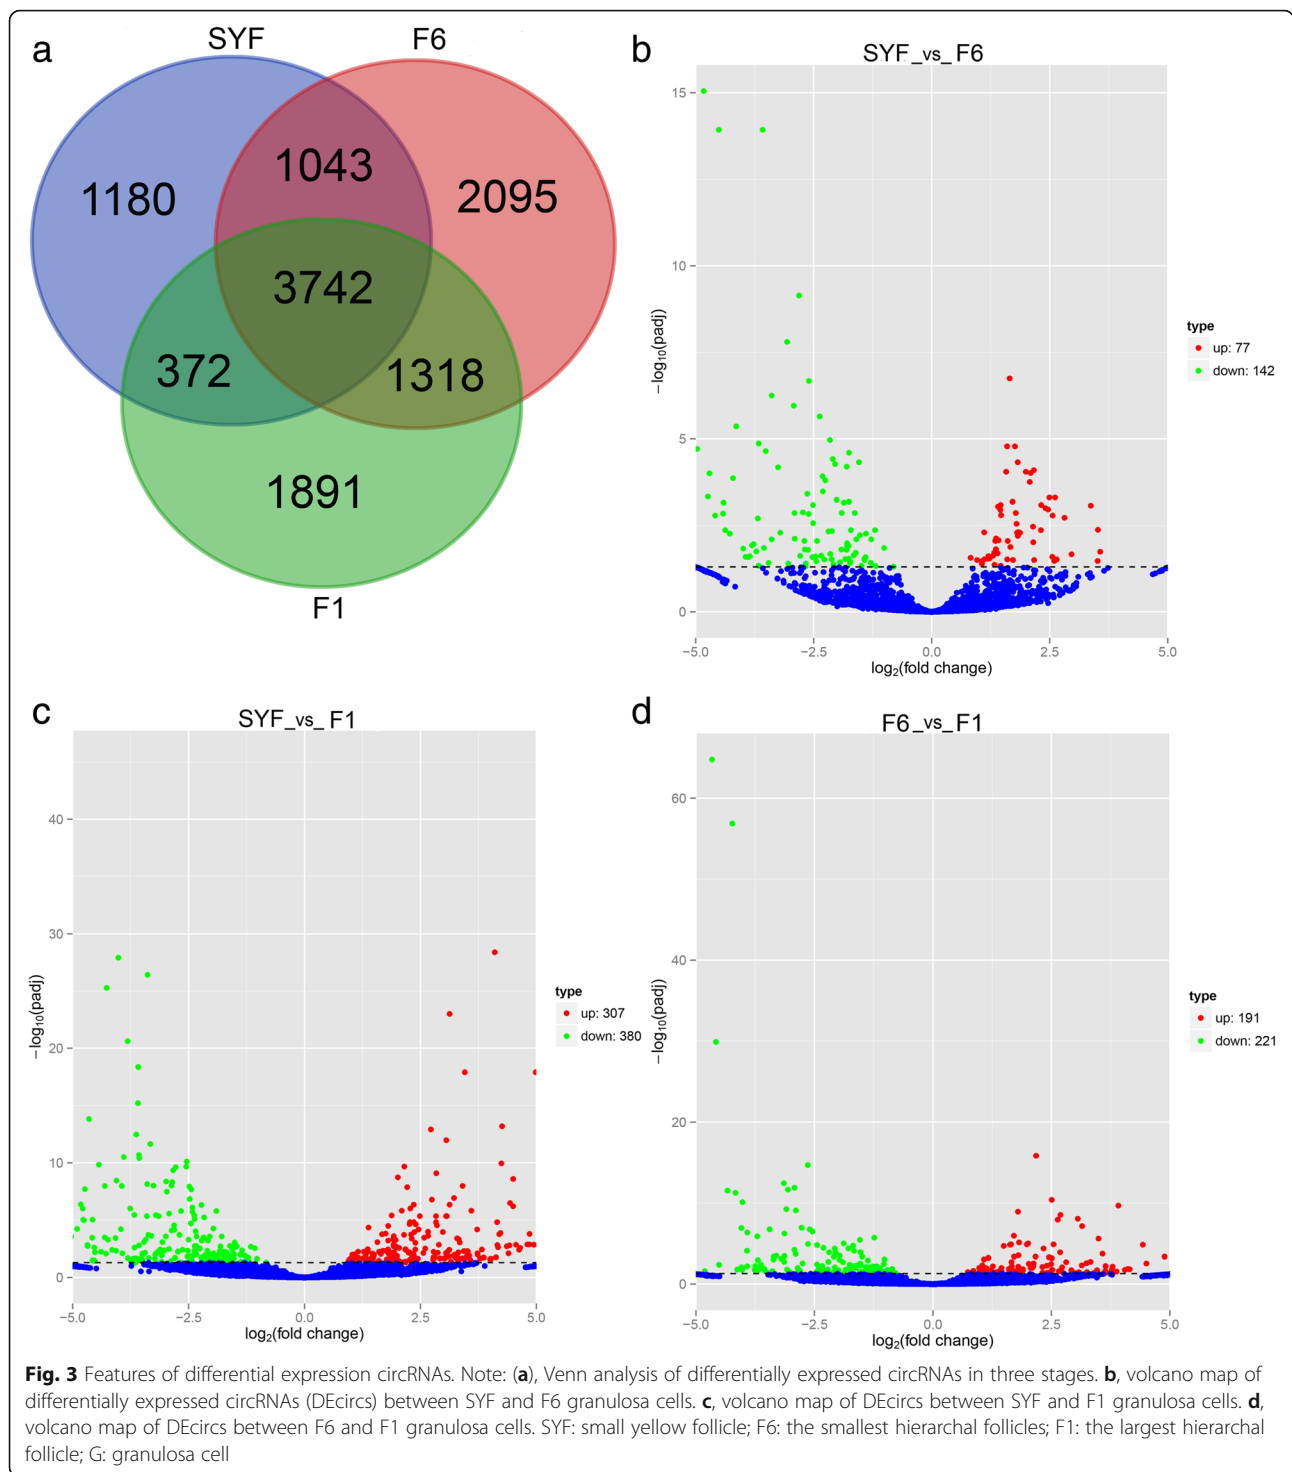 a
SYF
F6
1180
1043
2095
3742
372
1318
1891
F1
b
SYF_vs_F6
15
10
5
0
−log10(padj)
−5.0
−2.5
0.0
2.5
5.0
log2(fold change)
type
up: 77
down: 142
c
SYF_vs_F1
40
30
20
10
0
−log10(padj)
−5.0
−2.5
0.0
2.5
5.0
log2(fold change)
type
up: 307
down: 380
d
F6_vs_F1
60
40
20
0
−log10(padj)
−5.0
−2.5
0.0
2.5
5.0
log2(fold change)
type
up: 191
down: 221
Fig. 3 Features of differential expression circRNAs. Note: (a), Venn analysis of differentially expressed circRNAs in three stages. b, volcano map of
differentially expressed circRNAs (DEcircs) between SYF and F6 granulosa cells. c, volcano map of DEcircs between SYF and F1 granulosa cells. d,
volcano map of DEcircs between F6 and F1 granulosa cells. SYF: small yellow follicle; F6: the smallest hierarchal follicles; F1: the largest hierarchal
follicle; G: granulosa cell